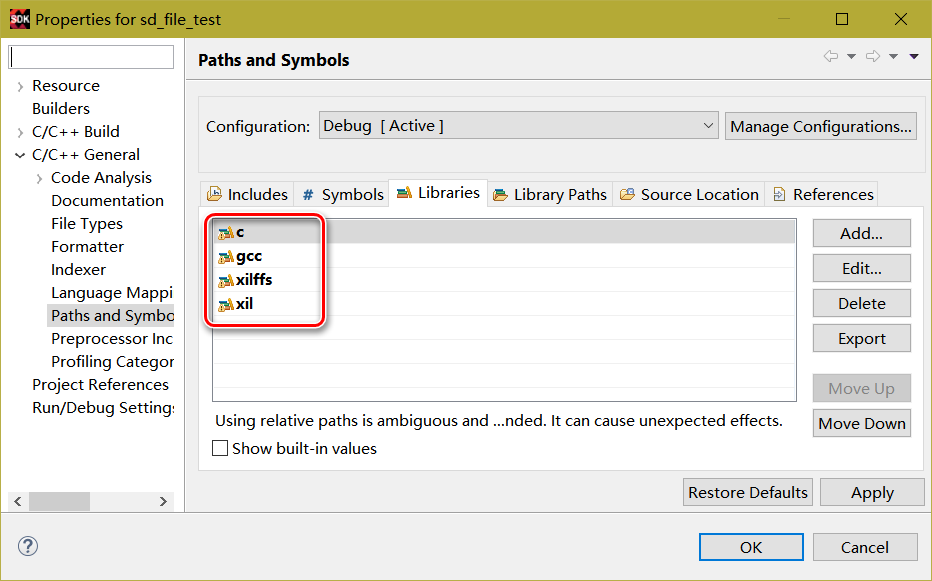 SDK Properties for sd_file_test
Paths and Symbols
Resource
Builders
C/C++ Build
C/C++ General
Code Analysis
Documentation
File Types
Formatter
Indexer
Language Mappi
Paths and Symbo
Preprocessor Inc
Profiling Categor
Project References
Run/Debug Settings
Configuration: Debug [ Active ] Manage Configurations...
Includes # Symbols Libraries Library Paths Source Location References
c
gcc
xilffs
xil
Add...
Edit...
Delete
Export
Move Up
Move Down
Using relative paths is ambiguous and ...nded. It can cause unexpected effects.
Show built-in values
Restore Defaults Apply
? OK Cancel